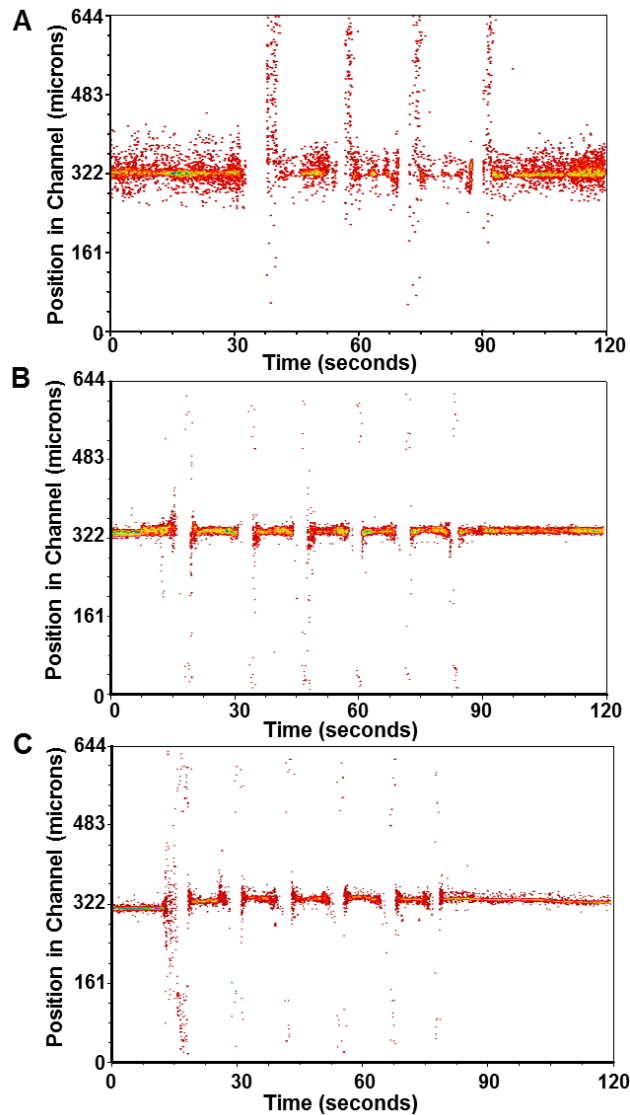 A
644
483
322
161
0
Position in Channel (microns)
0 30 60 90 120
Time (seconds)
B
644
483
322
161
0
Position in Channel (microns)
0 30 60 90 120
Time (seconds)
C
644
483
322
161
0
Position in Channel (microns)
0 30 60 90 120
Time (seconds)